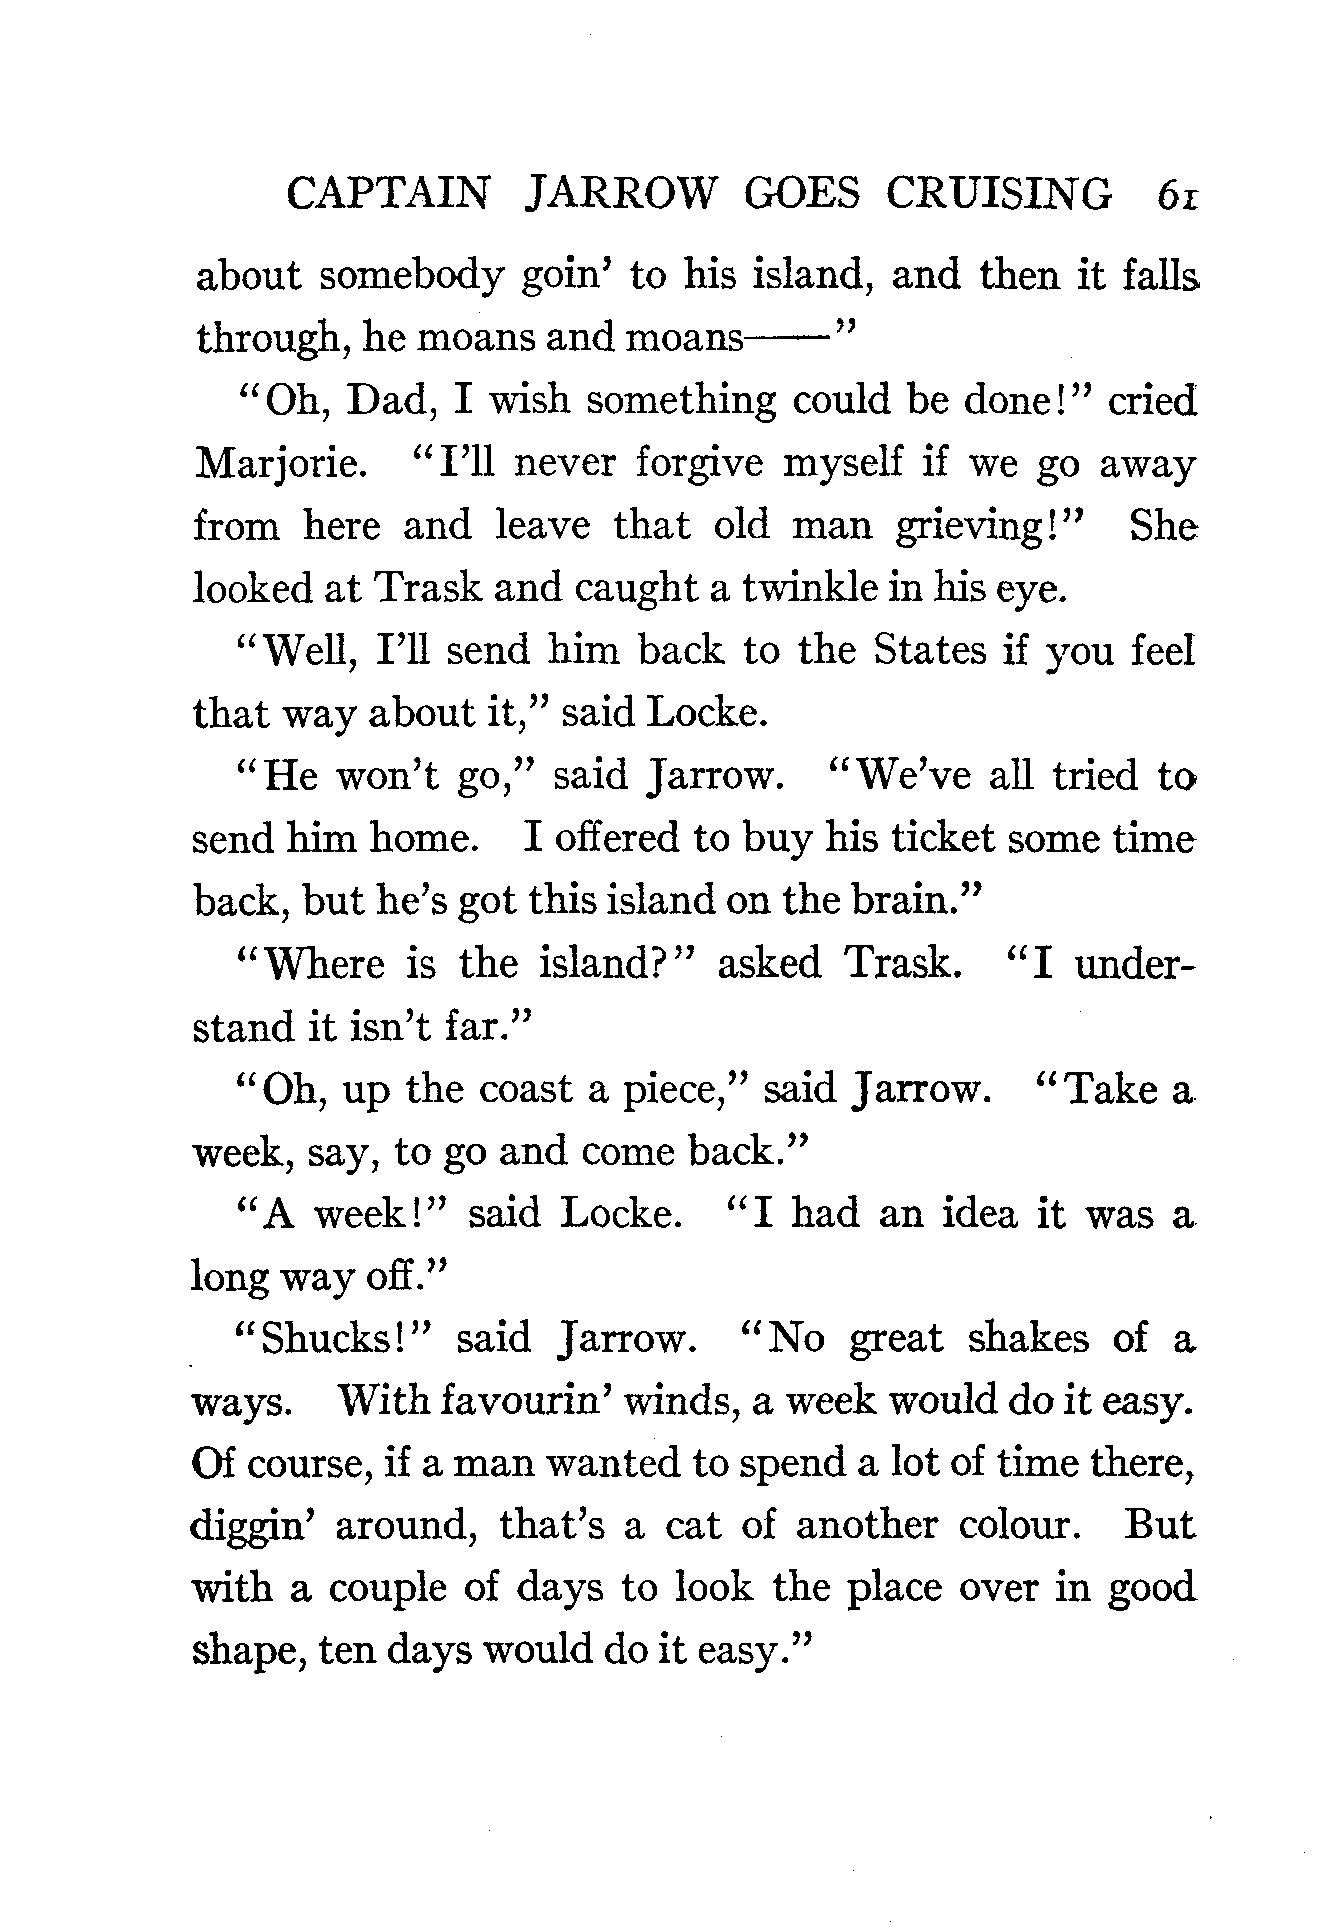 CAPTAIN JARROW GOES CRUISING 61
about somebody goin’ to his island, and then it falls
through, he moans and moans——”
“Oh, Dad, I wish something could be done!” cried
Marjorie. “I’ll never forgive myself if we go away
from here and leave that old man grieving!” She
looked at Trask and caught a twinkle in his eye.
“Well, I’ll send him back to the States if you feel
that way about it,” said Locke.
“He won’t go,” said Jarrow. “We’ve all tried to
send him home. I offered to buy his ticket some time
back, but he’s got this island on the brain.”
“Where is the island?” asked Trask. “I under-
stand it isn’t far.”
“Oh, up the coast a piece,” said Jarrow. “Take a
week, say, to go and come back.”
“A week!” said Locke. “I had an idea it was a
long way off.”
“Shucks!” said Jarrow. “No great shakes of a
ways. With favourin’ winds, a week would do it easy.
Of course, if a man wanted to spend a lot of time there,
diggin’ around, that’s a cat of another colour. But
with a couple of days to look the place over in good
shape, ten days would do it easy.”